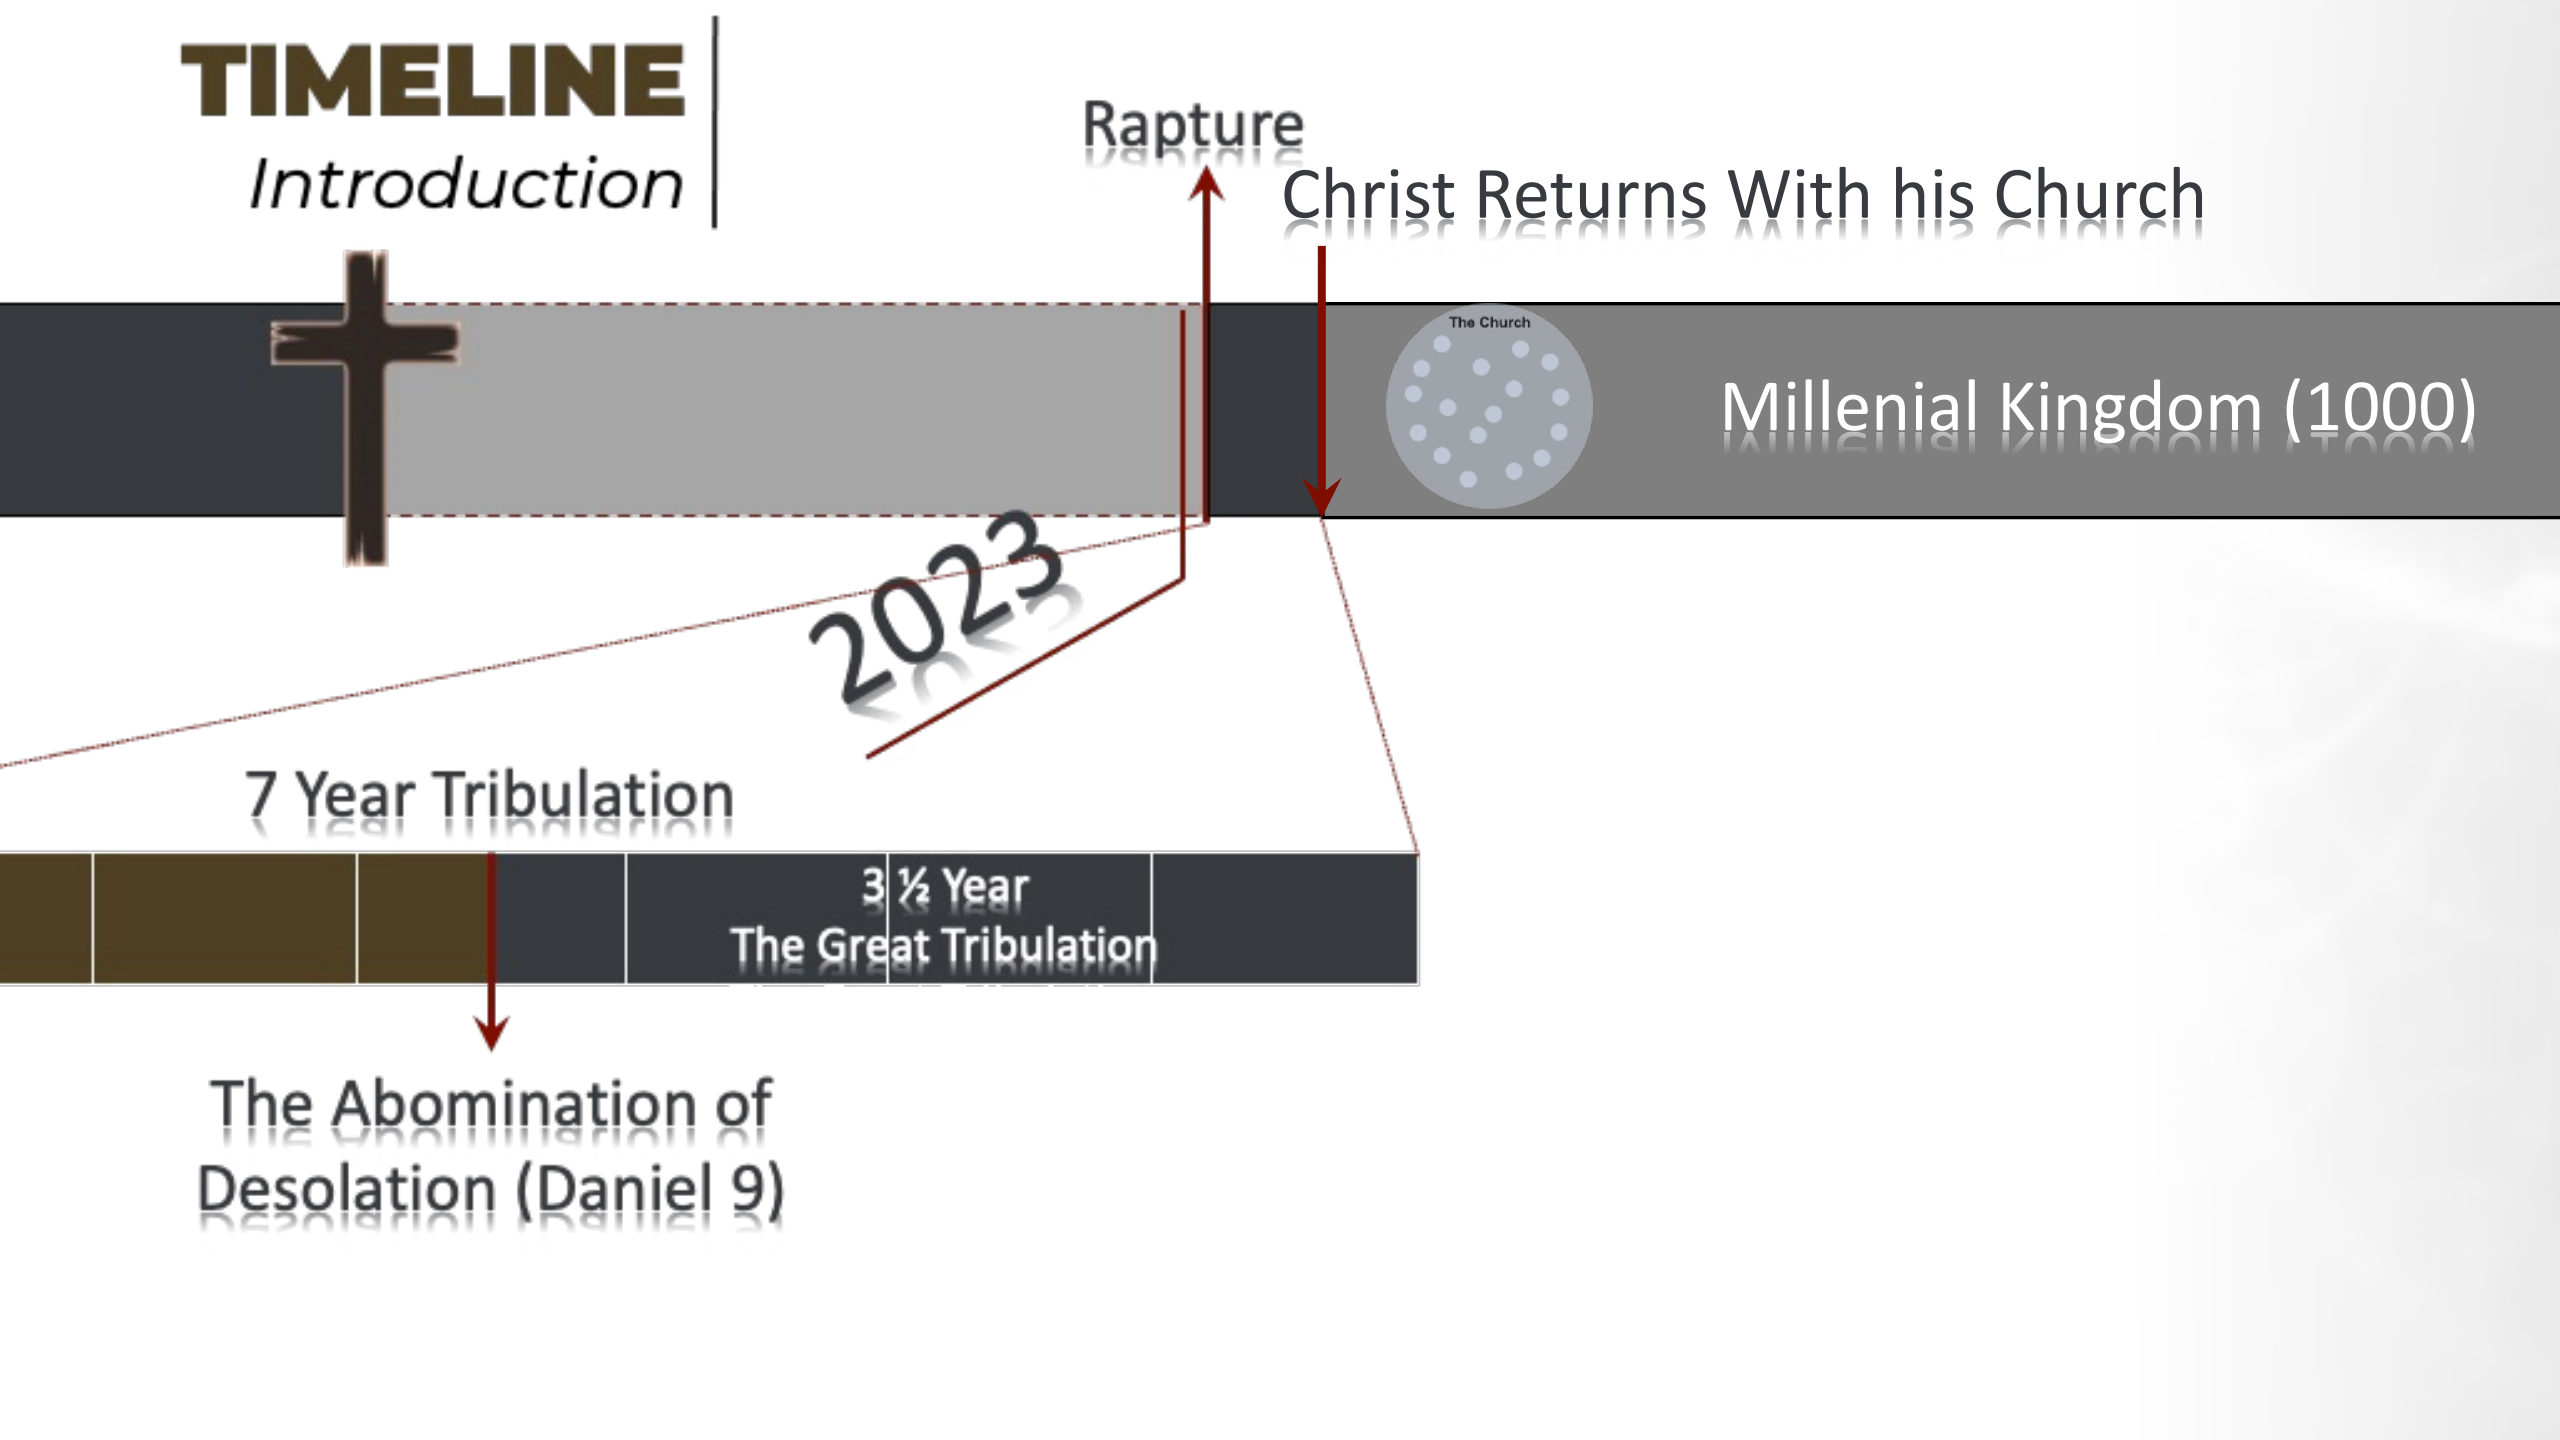 TIMELINE
Introduction
Rapture
Christ Returns With his Church
The Church
Millenial Kingdom (1000)
2023
7 Year Tribulation
3 ½ Year
The Great Tribulation
The Abomination of
Desolation (Daniel 9)